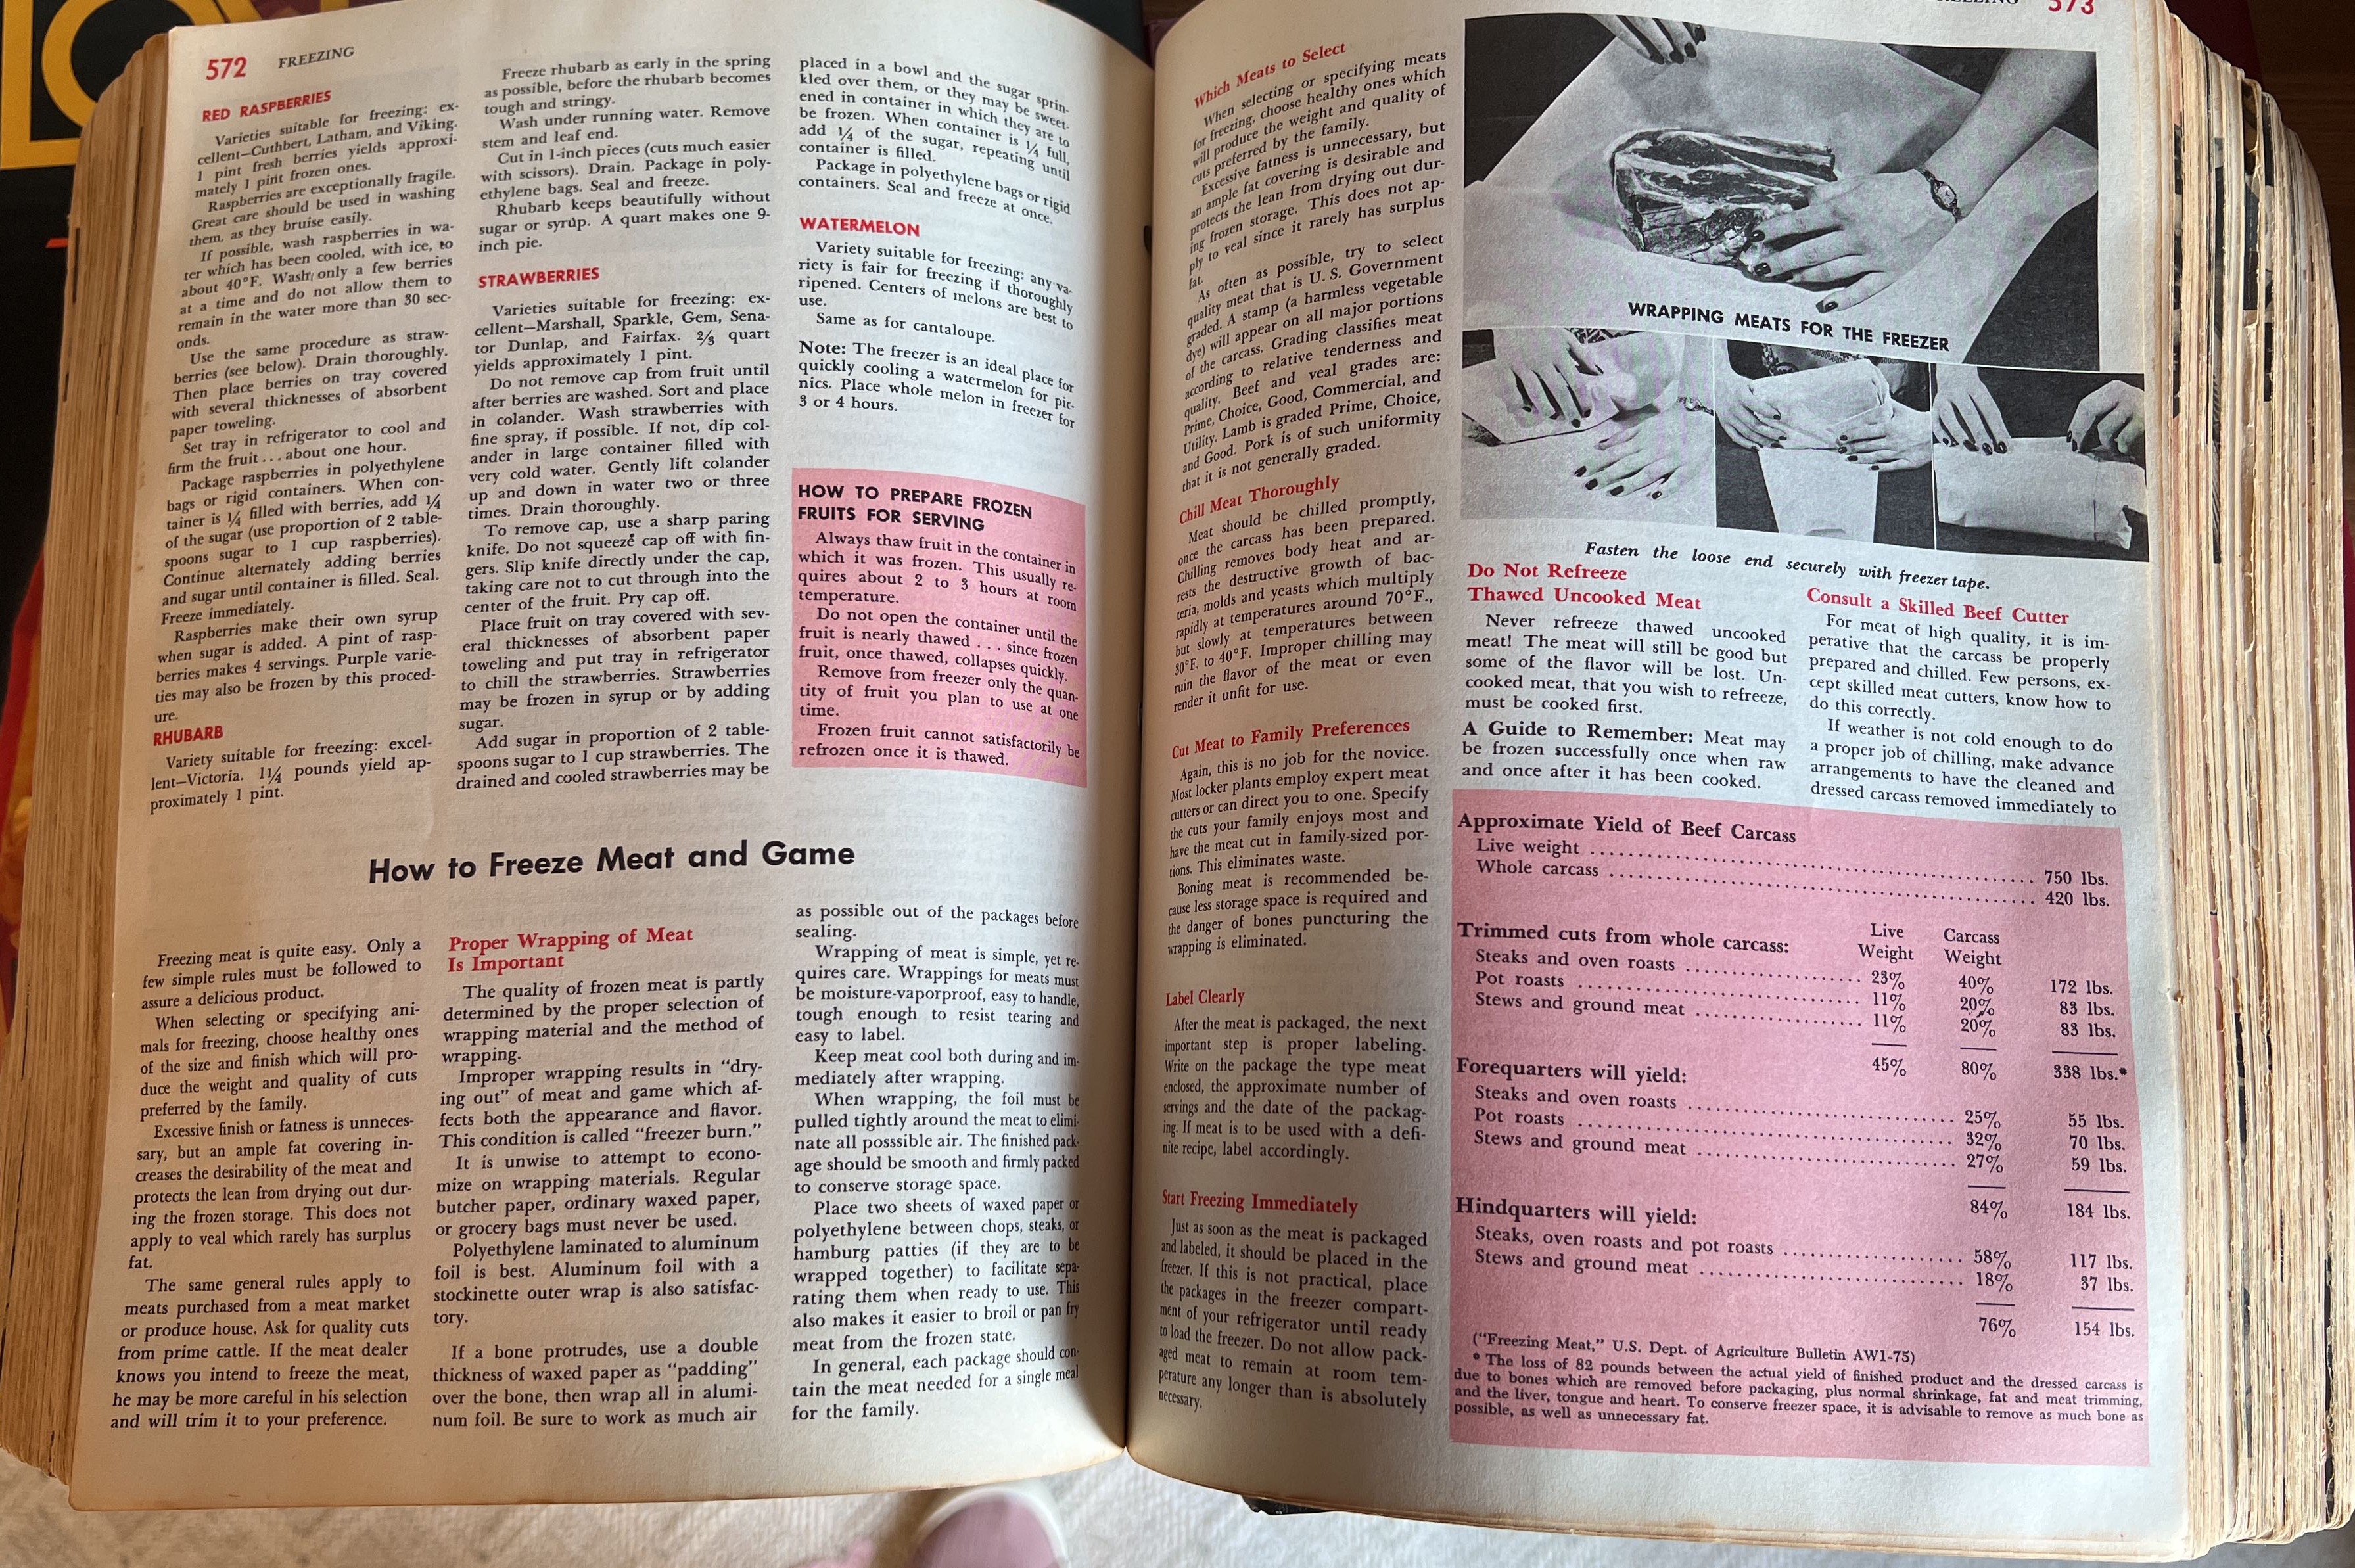 572 FREEZING
RED RASPBERRIES
Varieties suitable for freezing: ex-
cellent—Cuthbert, Latham, and Viking.
1 pint fresh berries yields approxi-
mately 1 pint frozen ones.
Raspberries are exceptionally fragile.
Great care should be used in washing
them, as they bruise easily.
If possible, wash raspberries in wa-
ter which has been cooled, with ice, to
about 40°F. Wash only a few berries
at a time and do not allow them to
remain in the water more than 30 sec-
onds.
Use the same procedure as straw-
berries (see below). Drain thoroughly.
Then place berries on tray covered
with several thicknesses of absorbent
paper toweling.
Set tray in refrigerator to cool and
firm the fruit . . . about one hour.
Package raspberries in polyethylene
bags or rigid containers. When con-
tainer is ¼ filled with berries, add ¼
of the sugar (use proportion of 2 table-
spoons sugar to 1 cup raspberries).
Continue alternately adding berries
and sugar until container is filled. Seal.
Freeze immediately.
Raspberries make their own syrup
when sugar is added. A pint of rasp-
berries makes 4 servings. Purple varie-
ties may also be frozen by this proced-
ure.
RHUBARB
Variety suitable for freezing: excel-
lent—Victoria. 1¼ pounds yield ap-
proximately 1 pint.
Freeze rhubarb as early in the spring
as possible, before the rhubarb becomes
tough and stringy.
Wash under running water. Remove
stem and leaf end.
Cut in 1-inch pieces (cuts much easier
with scissors). Drain. Package in poly-
ethylene bags. Seal and freeze.
Rhubarb keeps beautifully without
sugar or syrup. A quart makes one 9-
inch pie.
STRAWBERRIES
Varieties suitable for freezing: ex-
cellent—Marshall, Sparkle, Gem, Sena-
tor Dunlap, and Fairfax. ⅔ quart
yields approximately 1 pint.
Do not remove cap from fruit until
after berries are washed. Sort and place
in colander. Wash strawberries with
fine spray, if possible. If not, dip col-
ander in large container filled with
very cold water. Gently lift colander
up and down in water two or three
times. Drain thoroughly.
To remove cap, use a sharp paring
knife. Do not squeeze cap off with fin-
gers. Slip knife directly under the cap,
taking care not to cut through into the
center of the fruit. Pry cap off.
Place fruit on tray covered with sev-
eral thicknesses of absorbent paper
toweling and put tray in refrigerator
to chill the strawberries. Strawberries
may be frozen in syrup or by adding
sugar.
Add sugar in proportion of 2 table-
spoons sugar to 1 cup strawberries. The
drained and cooled strawberries may be
placed in a bowl and the sugar sprin-
kled over them, or they may be sweet-
ened in container in which they are to
be frozen. When container is ¼ full,
add ¼ of the sugar, repeating until
container is filled.
Package in polyethylene bags or rigid
containers. Seal and freeze at once.
WATERMELON
Variety suitable for freezing: any va-
riety is fair for freezing if thoroughly
ripened. Centers of melons are best to
use.
Same as for cantaloupe.
Note: The freezer is an ideal place for
quickly cooling a watermelon for pic-
nics. Place whole melon in freezer for
3 or 4 hours.
HOW TO PREPARE FROZEN
FRUITS FOR SERVING
Always thaw fruit in the container in
which it was frozen. This usually re-
quires about 2 to 3 hours at room
temperature.
Do not open the container until the
fruit is nearly thawed . . . since frozen
fruit, once thawed, collapses quickly.
Remove from freezer only the quan-
tity of fruit you plan to use at one
time.
Frozen fruit cannot satisfactorily be
refrozen once it is thawed.
How to Freeze Meat and Game
Freezing meat is quite easy. Only a
few simple rules must be followed to
assure a delicious product.
When selecting or specifying ani-
mals for freezing, choose healthy ones
of the size and finish which will pro-
duce the weight and quality of cuts
preferred by the family.
Excessive finish or fatness is unneces-
sary, but an ample fat covering in-
creases the desirability of the meat and
protects the lean from drying out dur-
ing the frozen storage. This does not
apply to veal which rarely has surplus
fat.
The same general rules apply to
meats purchased from a meat market
or produce house. Ask for quality cuts
from prime cattle. If the meat dealer
knows you intend to freeze the meat,
he may be more careful in his selection
and will trim it to your preference.
Proper Wrapping of Meat
Is Important
The quality of frozen meat is partly
determined by the proper selection of
wrapping material and the method of
wrapping.
Improper wrapping results in “dry-
ing out” of meat and game which af-
fects both the appearance and flavor.
This condition is called “freezer burn.”
It is unwise to attempt to econo-
mize on wrapping materials. Regular
butcher paper, ordinary waxed paper,
or grocery bags must never be used.
Polyethylene laminated to aluminum
foil is best. Aluminum foil with a
stockinette outer wrap is also satisfac-
tory.
If a bone protrudes, use a double
thickness of waxed paper as “padding”
over the bone, then wrap all in alumi-
num foil. Be sure to work as much air
as possible out of the packages before
sealing.
Wrapping of meat is simple, yet re-
quires care. Wrappings for meats must
be moisture-vaporproof, easy to handle,
tough enough to resist tearing and
easy to label.
Keep meat cool both during and im-
mediately after wrapping.
When wrapping, the foil must be
pulled tightly around the meat to elimi-
nate all posssible air. The finished pack-
age should be smooth and firmly packed
to conserve storage space.
Place two sheets of waxed paper or
polyethylene between chops, steaks, or
hamburg patties (if they are to be
wrapped together) to facilitate sepa-
rating them when ready to use. This
also makes it easier to broil or pan fry
meat from the frozen state.
In general, each package should con-
tain the meat needed for a single meal
for the family.
573
Which Meats to Select
When selecting or specifying meats
for freezing, choose healthy ones which
will produce the weight and quality of
cuts preferred by the family.
Excessive fatness is unnecessary, but
an ample fat covering is desirable and
protects the lean from drying out dur-
ing frozen storage. This does not ap-
ply to veal since it rarely has surplus
fat.
As often as possible, try to select
quality meat that is U. S. Government
graded. A stamp (a harmless vegetable
dye) will appear on all major portions
of the carcass. Grading classifies meat
according to relative tenderness and
quality. Beef and veal grades are:
Prime, Choice, Good, Commercial, and
Utility. Lamb is graded Prime, Choice,
and Good. Pork is of such uniformity
that it is not generally graded.
Chill Meat Thoroughly
Meat should be chilled promptly,
once the carcass has been prepared.
Chilling removes body heat and ar-
rests the destructive growth of bac-
teria, molds and yeasts which multiply
rapidly at temperatures around 70°F.,
but slowly at temperatures between
30°F. to 40°F. Improper chilling may
ruin the flavor of the meat or even
render it unfit for use.
Cut Meat to Family Preferences
Again, this is no job for the novice.
Most locker plants employ expert meat
cutters or can direct you to one. Specify
the cuts your family enjoys most and
have the meat cut in family-sized por-
tions. This eliminates waste.
Boning meat is recommended be-
cause less storage space is required and
the danger of bones puncturing the
wrapping is eliminated.
Label Clearly
After the meat is packaged, the next
important step is proper labeling.
Write on the package the type meat
enclosed, the approximate number of
servings and the date of the packag-
ing. If meat is to be used with a defi-
nite recipe, label accordingly.
Start Freezing Immediately
Just as soon as the meat is packaged
and labeled, it should be placed in the
freezer. If this is not practical, place
the packages in the freezer compart-
ment of your refrigerator until ready
to load the freezer. Do not allow pack-
aged meat to remain at room tem-
perature any longer than is absolutely
necessary.
WRAPPING MEATS FOR THE FREEZER
Fasten the loose end securely with freezer tape.
Do Not Refreeze
Thawed Uncooked Meat
Never refreeze thawed uncooked
meat! The meat will still be good but
some of the flavor will be lost. Un-
cooked meat, that you wish to refreeze,
must be cooked first.
A Guide to Remember: Meat may
be frozen successfully once when raw
and once after it has been cooked.
Consult a Skilled Beef Cutter
For meat of high quality, it is im-
perative that the carcass be properly
prepared and chilled. Few persons, ex-
cept skilled meat cutters, know how to
do this correctly.
If weather is not cold enough to do
a proper job of chilling, make advance
arrangements to have the cleaned and
dressed carcass removed immediately to
Approximate Yield of Beef Carcass
Live weight 750 lbs.
Whole carcass 420 lbs.
Live Weight Carcass Weight
Trimmed cuts from whole carcass:
Steaks and oven roasts 23% 40% 172 lbs.
Pot roasts 11% 20% 83 lbs.
Stews and ground meat 11% 20% 83 lbs.
45% 80% 338 lbs.*
Forequarters will yield:
Steaks and oven roasts 25% 55 lbs.
Pot roasts 32% 70 lbs.
Stews and ground meat 27% 59 lbs.
84% 184 lbs.
Hindquarters will yield:
Steaks, oven roasts and pot roasts 58% 117 lbs.
Stews and ground meat 18% 37 lbs.
76% 154 lbs.
(“Freezing Meat,” U.S. Dept. of Agriculture Bulletin AW1-75)
* The loss of 82 pounds between the actual yield of finished product and the dressed carcass is
due to bones which are removed before packaging, plus normal shrinkage, fat and meat trimming,
and the liver, tongue and heart. To conserve freezer space, it is advisable to remove as much bone as
possible, as well as unnecessary fat.